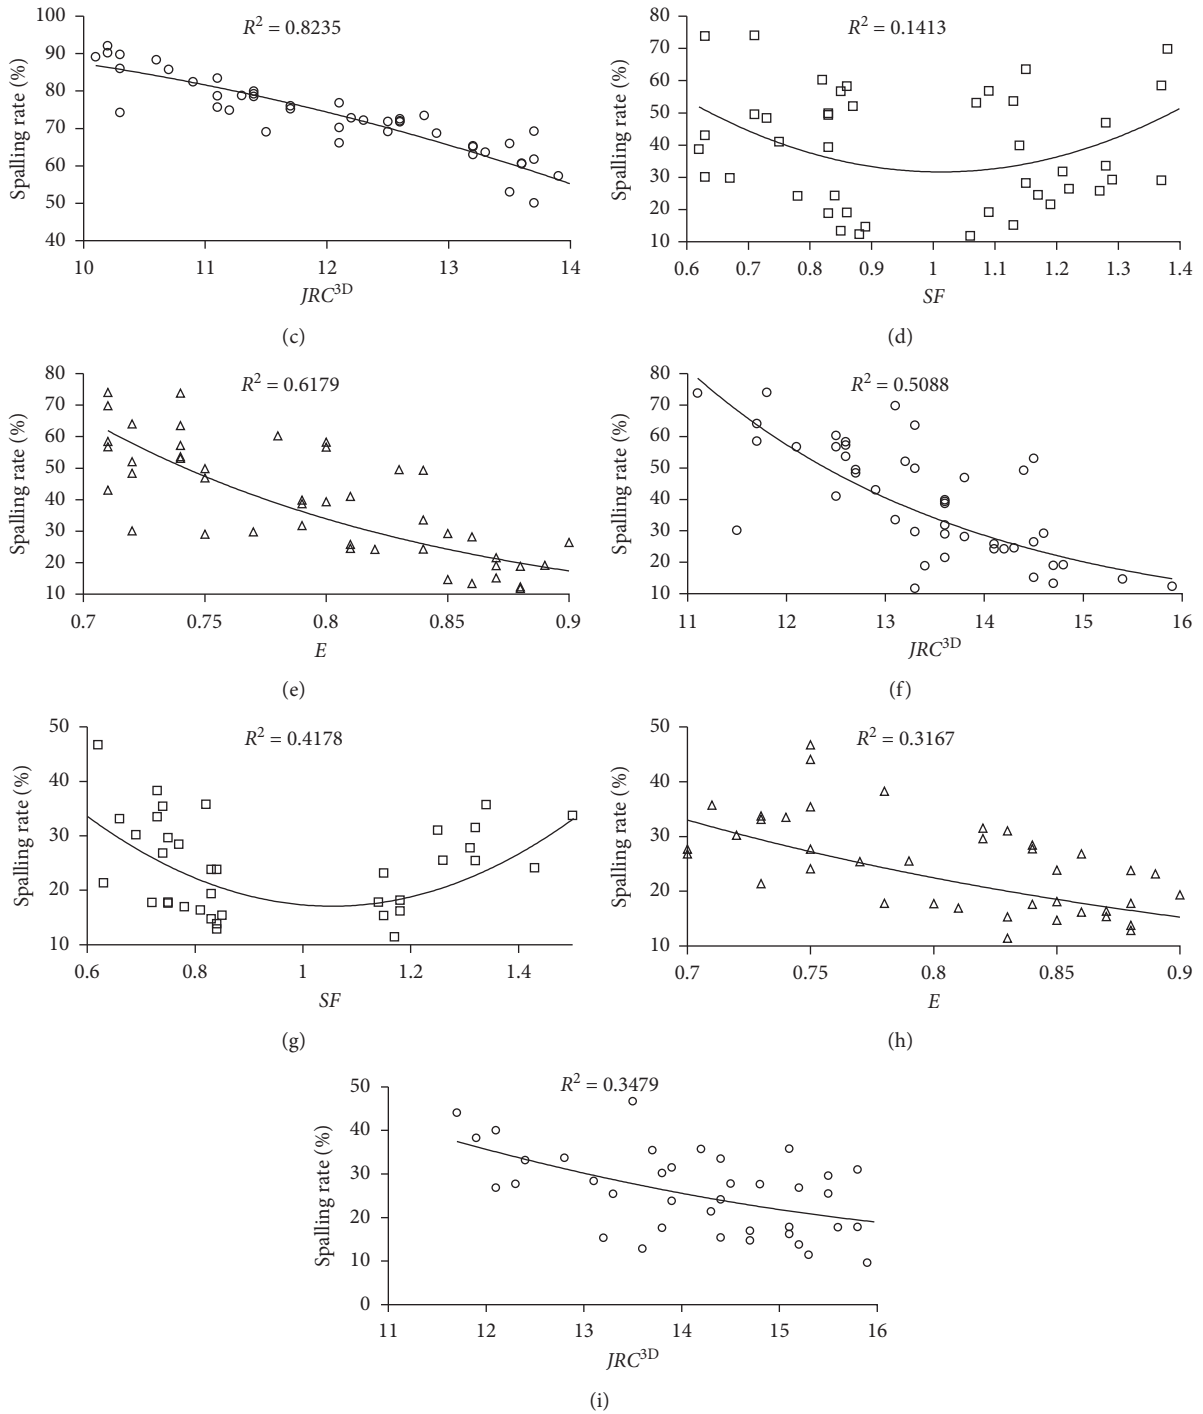 R² = 0.8235
Spalling rate (%)
100
90
80
70
60
50
40
10 11 12 13 14
JRC³ᴰ
(c)
R² = 0.1413
Spalling rate (%)
80
70
60
50
40
30
20
10
0.6 0.7 0.8 0.9 1 1.1 1.2 1.3 1.4
SF
(d)
R² = 0.6179
Spalling rate (%)
80
70
60
50
40
30
20
10
0.7 0.75 0.8 0.85 0.9
E
(e)
R² = 0.5088
Spalling rate (%)
80
70
60
50
40
30
20
10
11 12 13 14 15 16
JRC³ᴰ
(f)
R² = 0.4178
Spalling rate (%)
50
40
30
20
10
0.6 0.8 1 1.2 1.4
SF
(g)
R² = 0.3167
Spalling rate (%)
50
40
30
20
10
0.7 0.75 0.8 0.85 0.9
E
(h)
R² = 0.3479
Spalling rate (%)
50
40
30
20
10
0
11 12 13 14 15 16
JRC³ᴰ
(i)